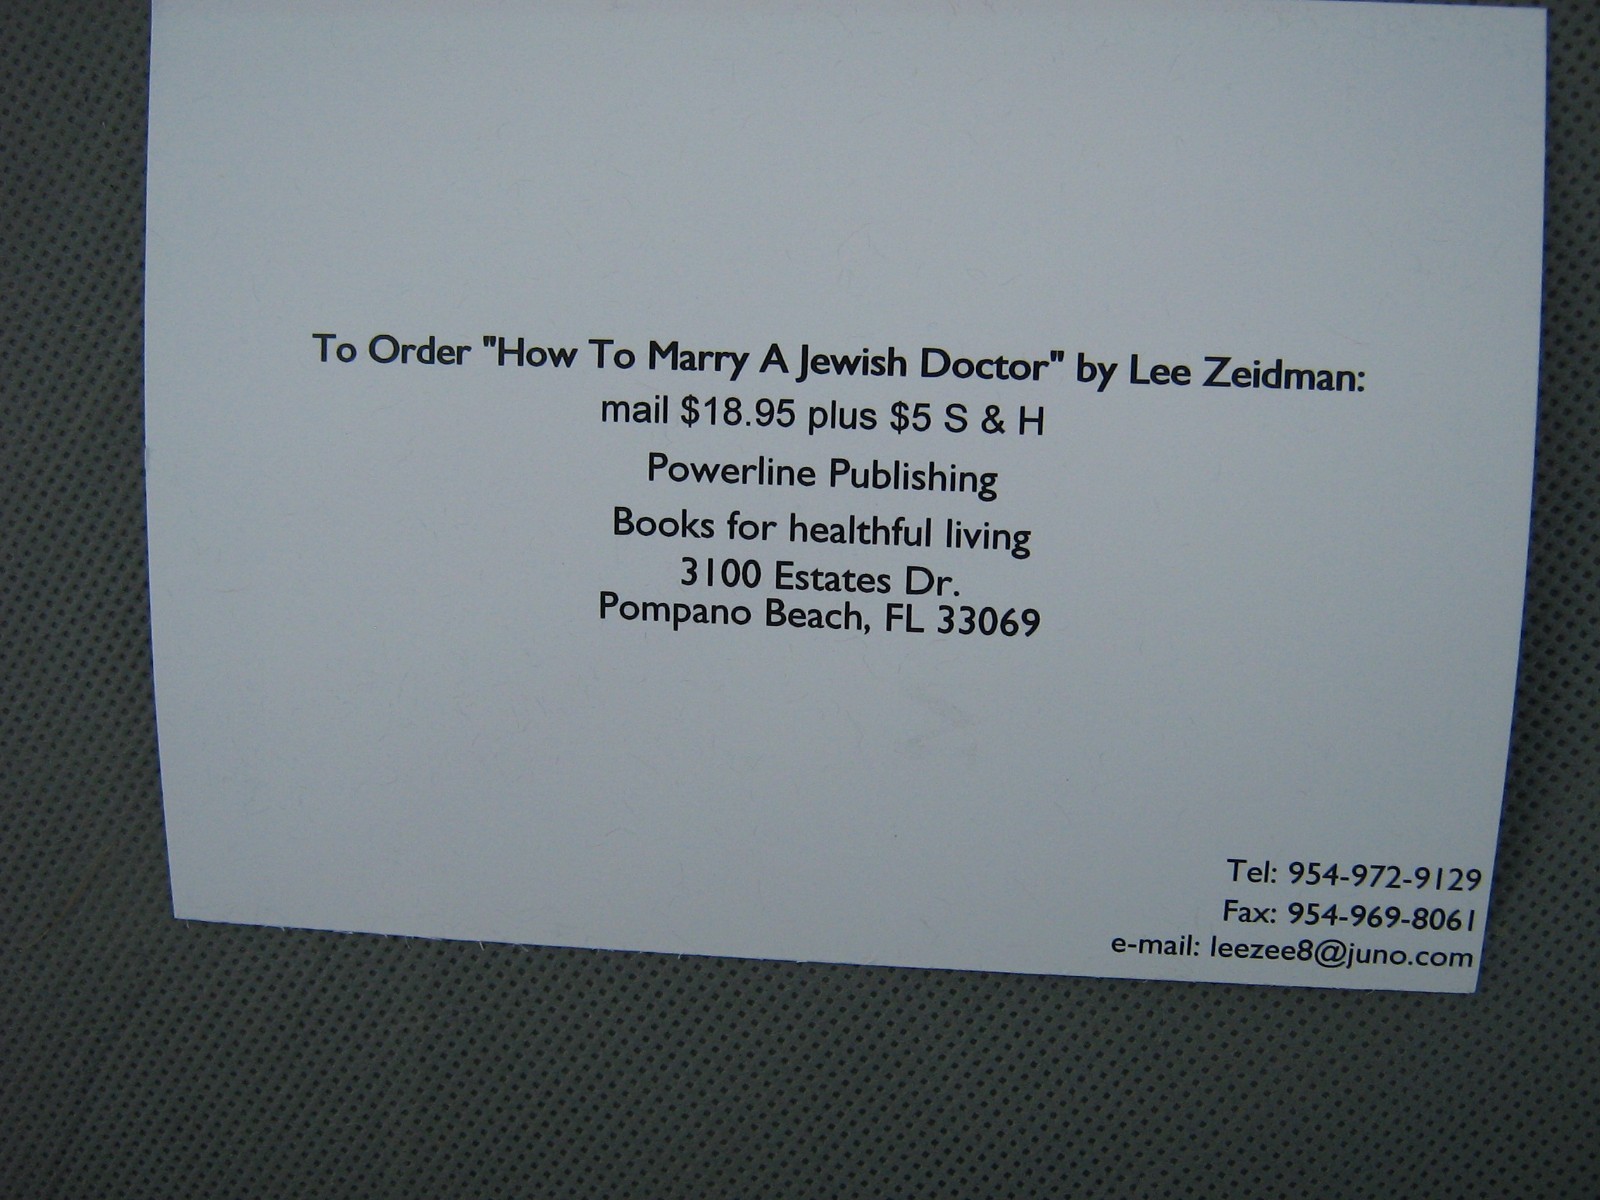 To Order "How To Marry A Jewish Doctor" by Lee Zeidman:
mail $18.95 plus $5 S & H
Powerline Publishing
Books for healthful living
3100 Estates Dr.
Pompano Beach, FL 33069
Tel: 954-972-9129
Fax: 954-969-8061
e-mail: leezee8@juno.com